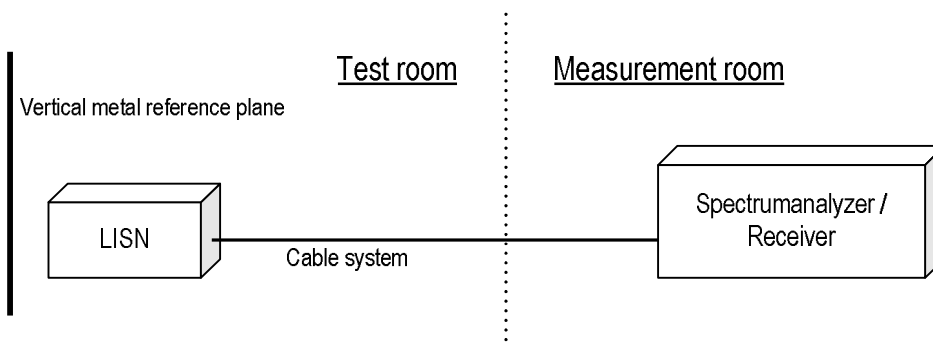 Test room
Measurement room
Vertical metal reference plane
LISN
Cable system
Spectrumanalyzer /
Receiver